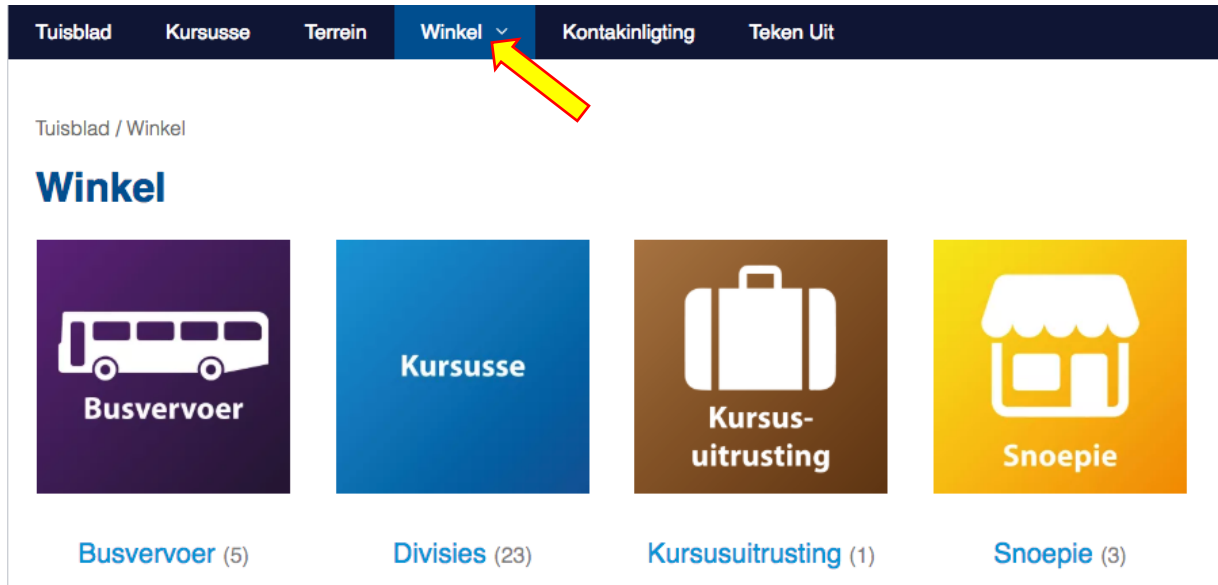 Tuisblad Kursusse Terrein Winkel Kontakinligting Teken Uit
Tuisblad / Winkel
Winkel
Busvervoer
Kursusse
Kursus-
uitrusting
Snoepie
Busvervoer (5)
Divisies (23)
Kursusuitrusting (1)
Snoepie (3)